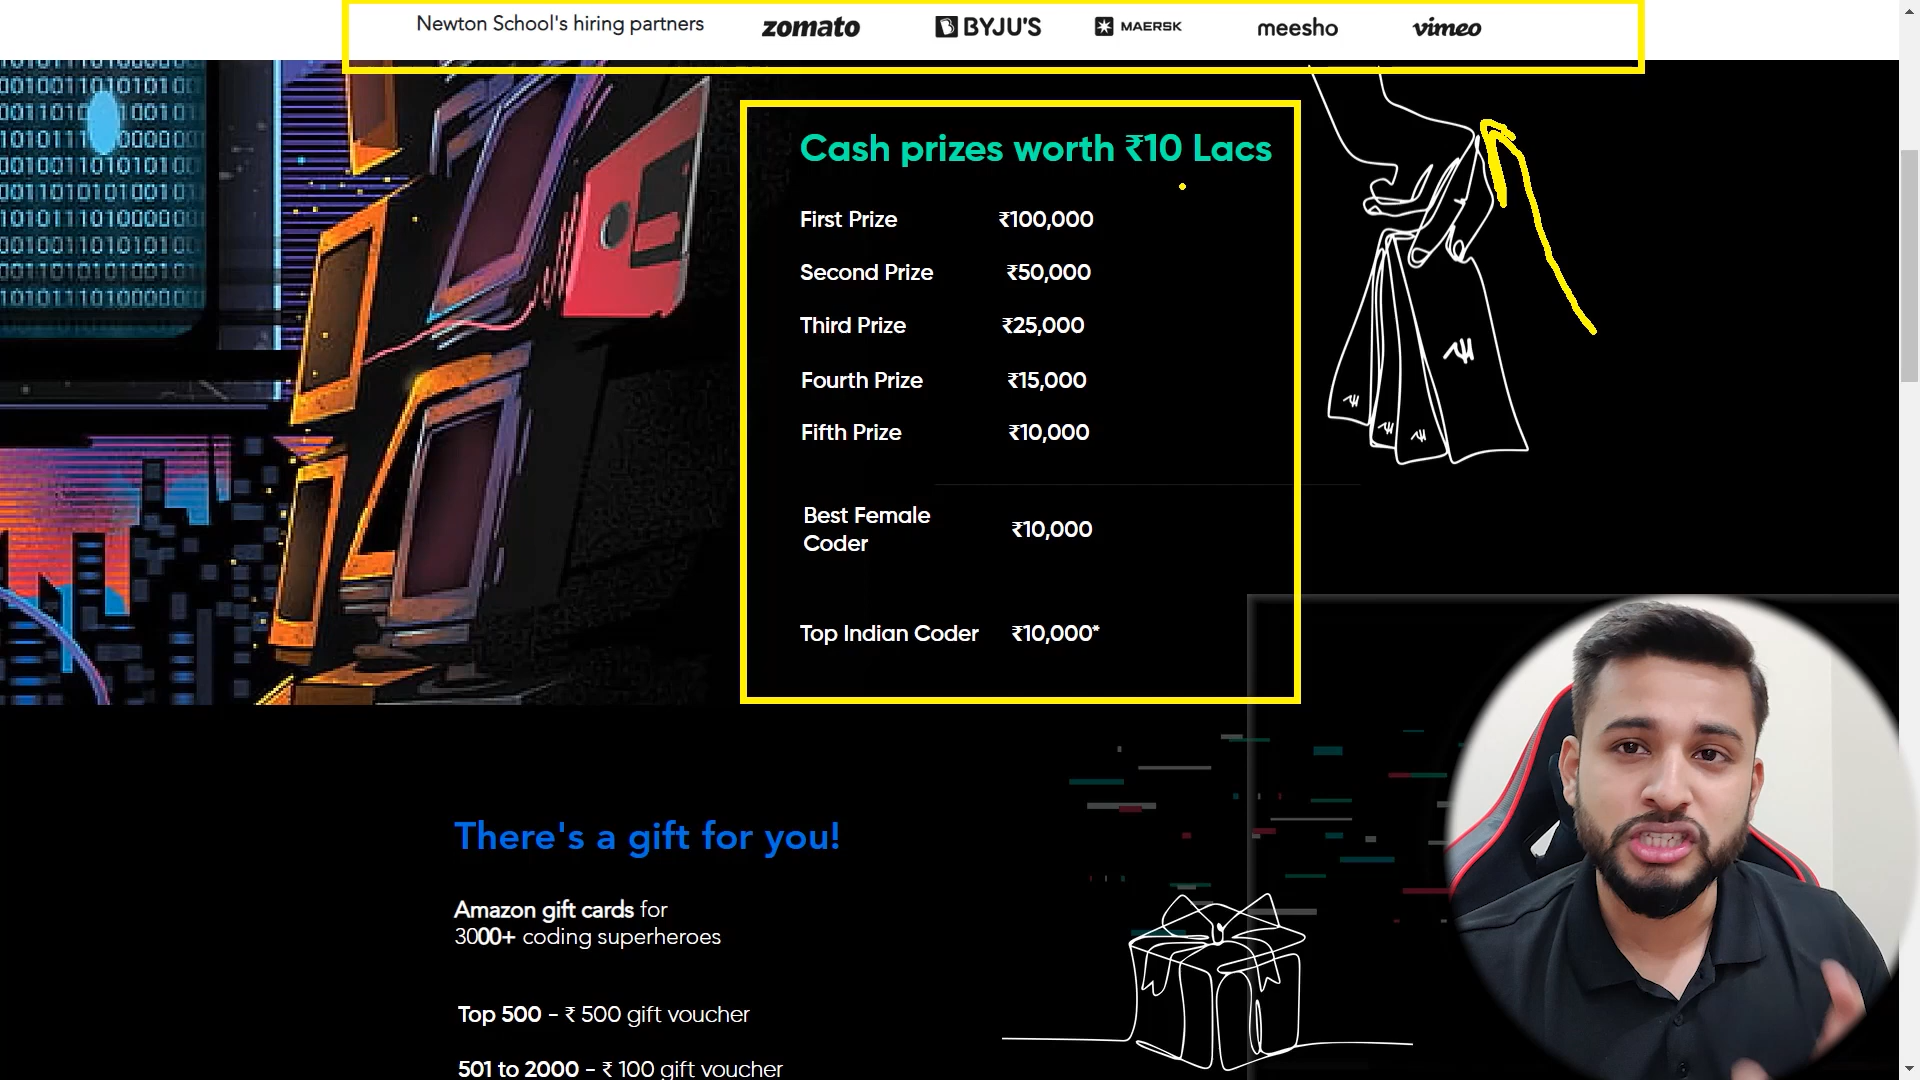 Newton School's hiring partners zomato BYJU'S MAERSK meesho vimeo
Cash prizes worth ₹10 Lacs
First Prize ₹100,000
Second Prize ₹50,000
Third Prize ₹25,000
Fourth Prize ₹15,000
Fifth Prize ₹10,000
Best Female
Coder ₹10,000
Top Indian Coder ₹10,000*
There's a gift for you!
Amazon gift cards for
3000+ coding superheroes
Top 500 - ₹ 500 gift voucher
501 to 2000 - ₹ 100 gift voucher